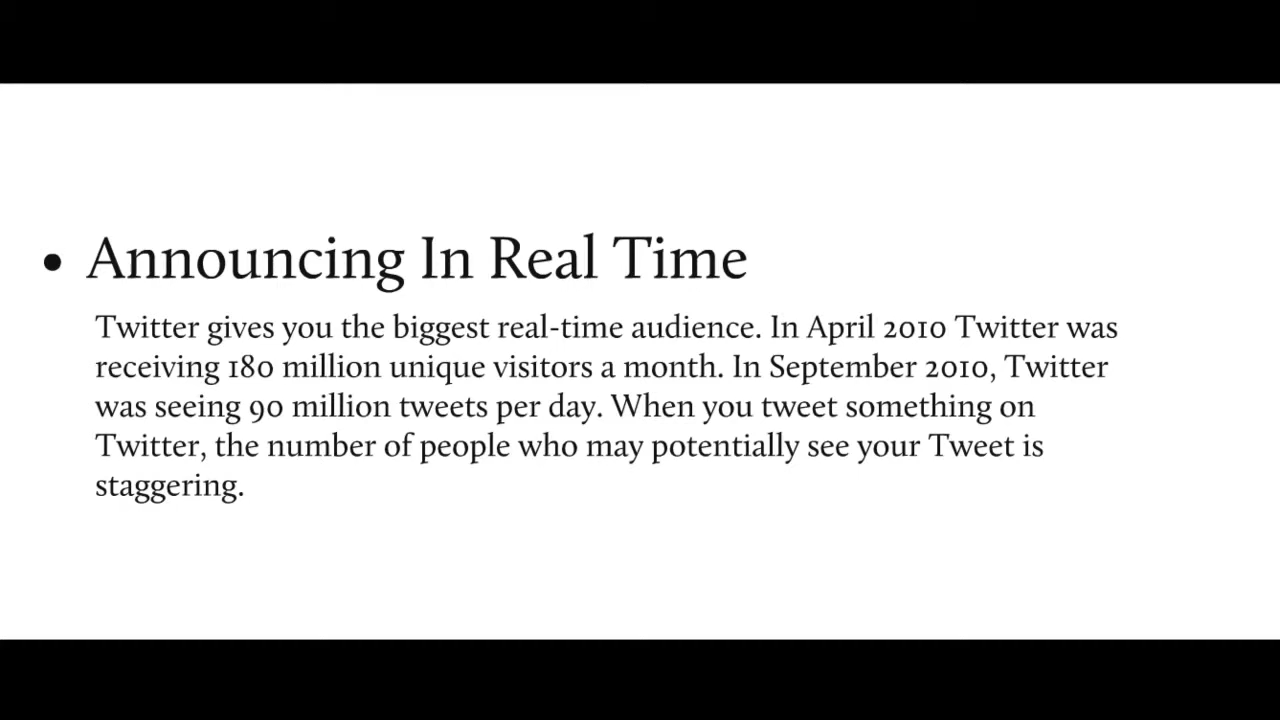 • Announcing In Real Time
Twitter gives you the biggest real-time audience. In April 2010 Twitter was
receiving 180 million unique visitors a month. In September 2010, Twitter
was seeing 90 million tweets per day. When you tweet something on
Twitter, the number of people who may potentially see your Tweet is
staggering.